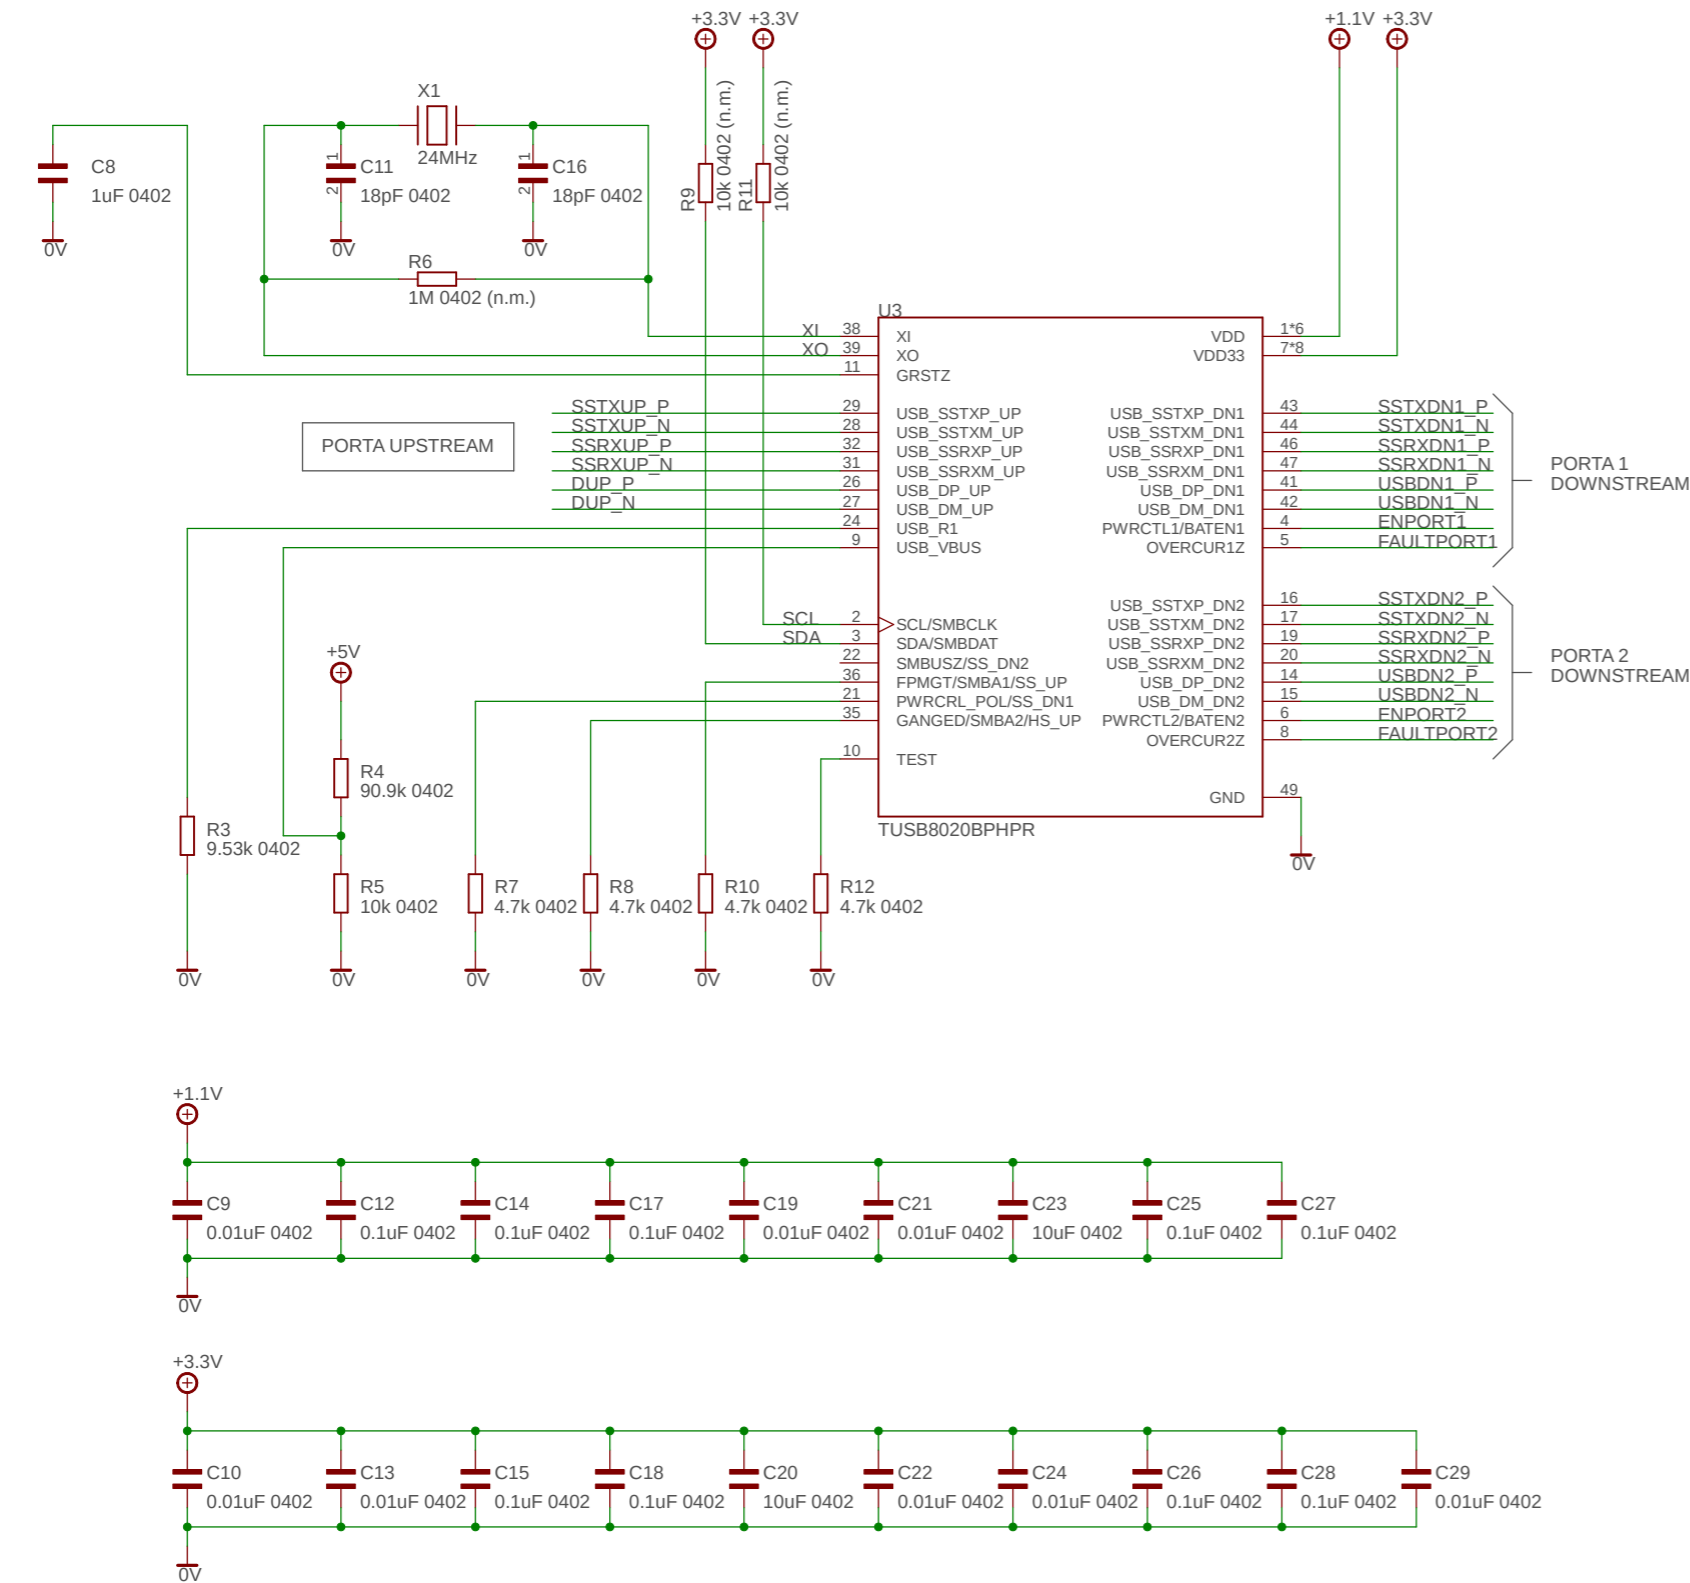 +3.3V +3.3V
+1.1V +3.3V
X1
24MHz
C8
1uF 0402
0V
1
C11
2
18pF 0402
0V
1
C16
2
18pF 0402
0V
R9
10k 0402 (n.m.)
R11
10k 0402 (n.m.)
R6
1M 0402 (n.m.)
U3
XI 38 XI
XO 39 XO
11 GRSTZ
VDD 1*6
VDD33 7*8
PORTA UPSTREAM
SSTXUP_P 29 USB_SSTXP_UP
SSTXUP_N 28 USB_SSTXM_UP
SSRXUP_P 32 USB_SSRXP_UP
SSRXUP_N 31 USB_SSRXM_UP
DUP_P 26 USB_DP_UP
DUP_N 27 USB_DM_UP
24 USB_R1
9 USB_VBUS
USB_SSTXP_DN1 43 SSTXDN1_P
USB_SSTXM_DN1 44 SSTXDN1_N
USB_SSRXP_DN1 46 SSRXDN1_P
USB_SSRXM_DN1 47 SSRXDN1_N
USB_DP_DN1 41 USBDN1_P
USB_DM_DN1 42 USBDN1_N
PWRCTL1/BATEN1 4 ENPORT1
OVERCUR1Z 5 FAULTPORT1
PORTA 1
DOWNSTREAM
SCL 2 SCL/SMBCLK
SDA 3 SDA/SMBDAT
22 SMBUSZ/SS_DN2
36 FPMGT/SMBA1/SS_UP
21 PWRCRL_POL/SS_DN1
35 GANGED/SMBA2/HS_UP
10 TEST
USB_SSTXP_DN2 16 SSTXDN2_P
USB_SSTXM_DN2 17 SSTXDN2_N
USB_SSRXP_DN2 19 SSRXDN2_P
USB_SSRXM_DN2 20 SSRXDN2_N
USB_DP_DN2 14 USBDN2_P
USB_DM_DN2 15 USBDN2_N
PWRCTL2/BATEN2 6 ENPORT2
OVERCUR2Z 8 FAULTPORT2
PORTA 2
DOWNSTREAM
GND 49
0V
TUSB8020BPHPR
+5V
R4
90.9k 0402
R3
9.53k 0402
0V
R5
10k 0402
0V
R7
4.7k 0402
0V
R8
4.7k 0402
0V
R10
4.7k 0402
0V
R12
4.7k 0402
0V
+1.1V
C9 C12 C14 C17 C19 C21 C23 C25 C27
0.01uF 0402 0.1uF 0402 0.1uF 0402 0.1uF 0402 0.01uF 0402 0.01uF 0402 10uF 0402 0.1uF 0402 0.1uF 0402
0V
+3.3V
C10 C13 C15 C18 C20 C22 C24 C26 C28 C29
0.01uF 0402 0.01uF 0402 0.1uF 0402 0.1uF 0402 10uF 0402 0.01uF 0402 0.01uF 0402 0.1uF 0402 0.1uF 0402 0.01uF 0402
0V